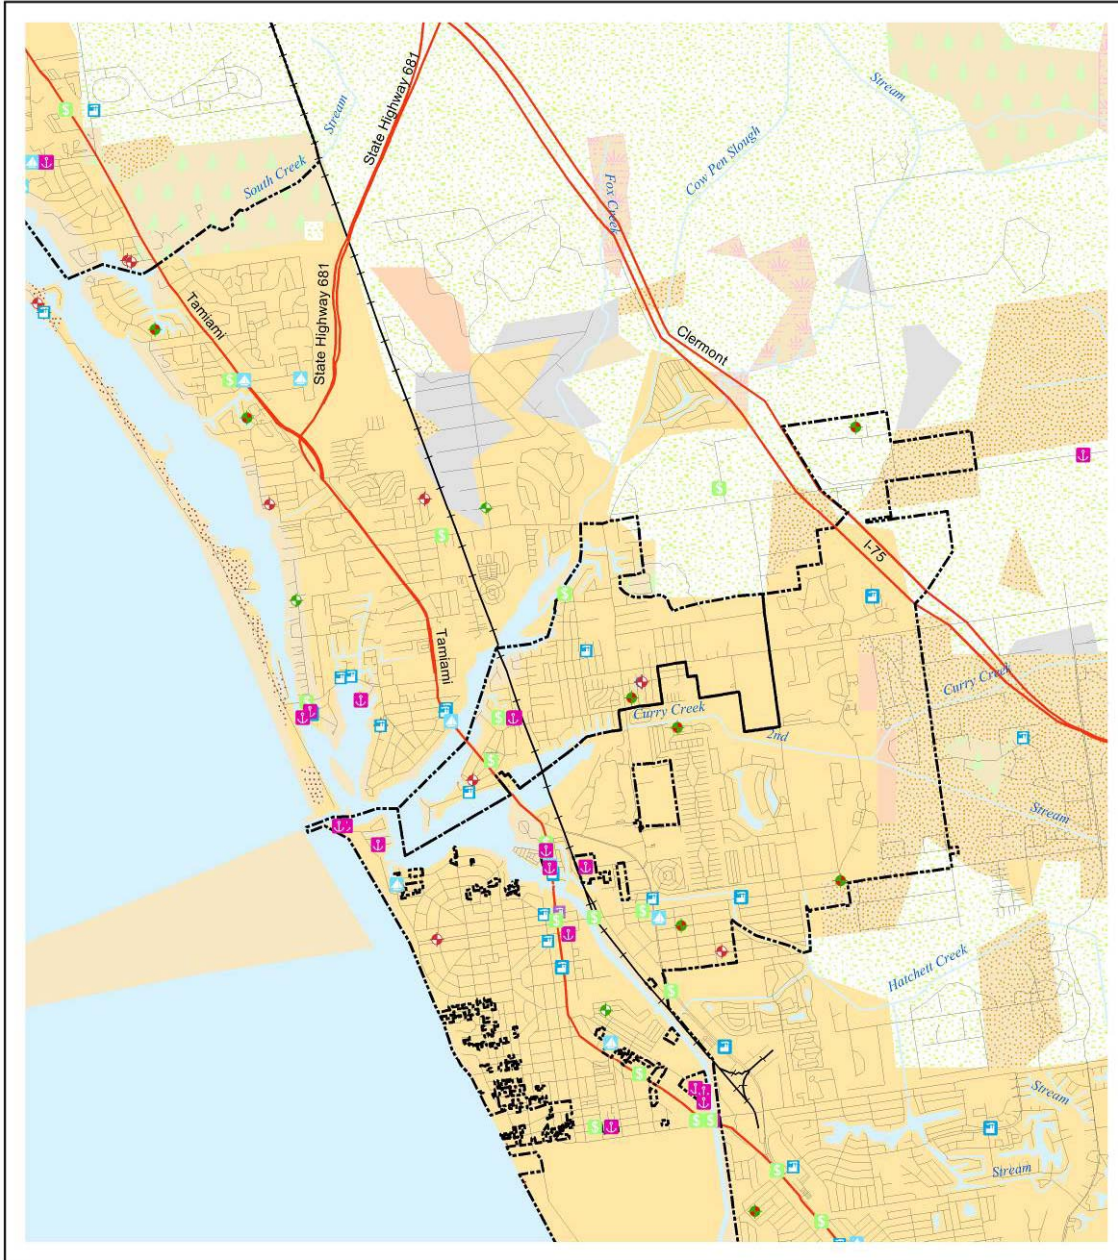 State Highway 681
Stream
Stream
Cow Pen Slough
South Creek
Fox Creek
Tamiami
State Highway 681
Clermont
I-75
Tamiami
Curry Creek
Curry Creek
2nd
Stream
Hatchett Creek
Stream
Stream